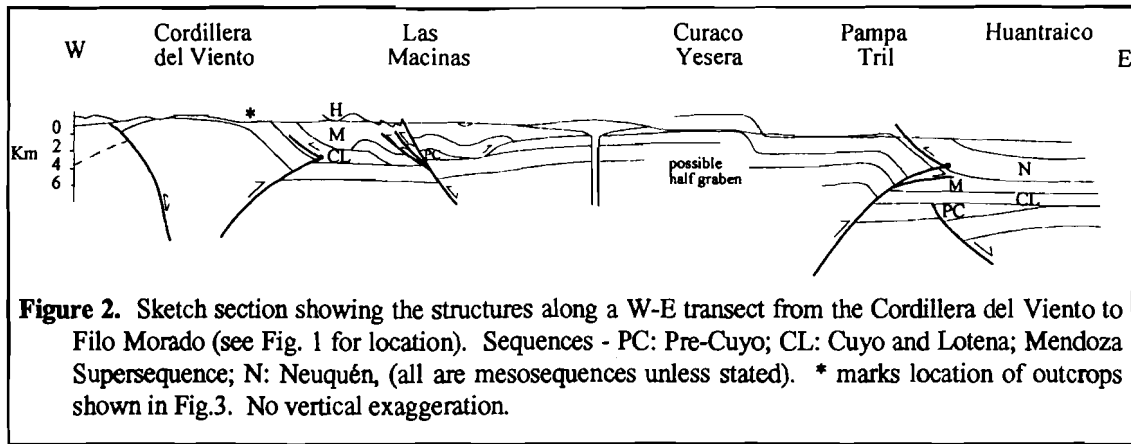 W
Cordillera
del Viento
Las
Macinas
Curaco
Yesera
Pampa
Tril
Huantraico
E
*
H
M
CL
PC
0
2
Km
4
6
possible
half graben
N
M
CL
PC
Figure 2. Sketch section showing the structures along a W-E transect from the Cordillera del Viento to
Filo Morado (see Fig. 1 for location). Sequences - PC: Pre-Cuyo; CL: Cuyo and Lotena; Mendoza
Supersequence; N: Neuquén, (all are mesosequences unless stated). * marks location of outcrops
shown in Fig.3. No vertical exaggeration.